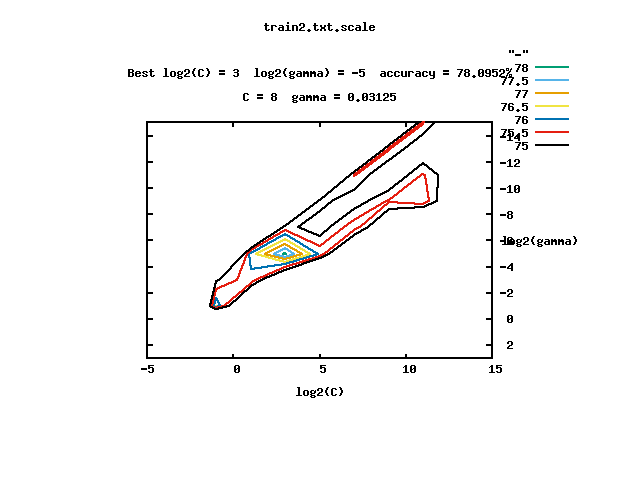 train2.txt.scale
"-"
Best log2(C) = 3 log2(gamma) = -5 accuracy = 78.0952%
78
77.5
77
C = 8 gamma = 0.03125
76.5
76
75.5
-14
75
-12
-10
-8
-6
log2(gamma)
-4
-2
0
2
-5 0 5 10 15
log2(C)